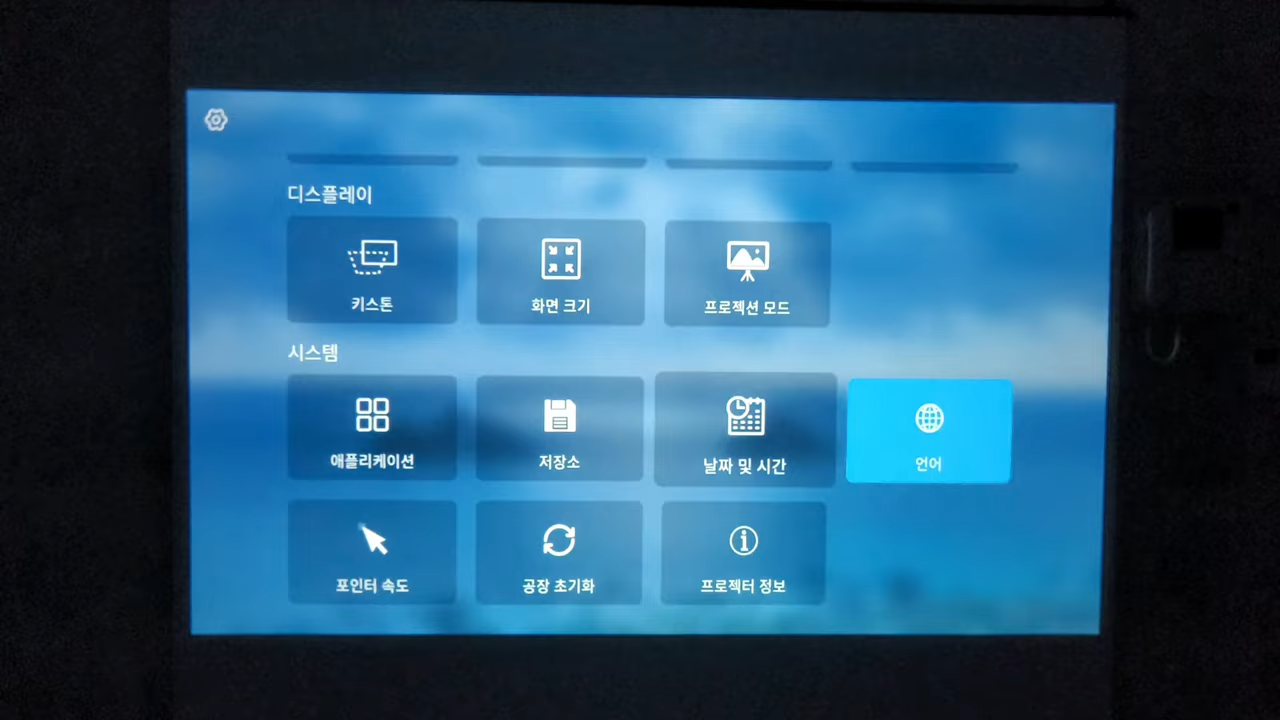 디스플레이
키스톤
화면 크기
프로젝션 모드
시스템
애플리케이션
저장소
날짜 및 시간
언어
포인터 속도
공장 초기화
프로젝터 정보